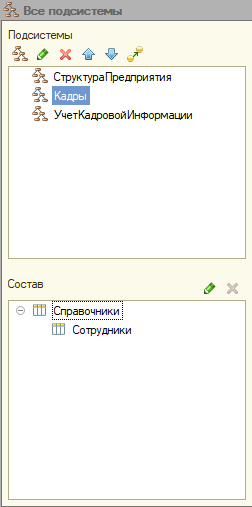 Все подсистемы
Подсистемы
СтруктураПредприятия
Кадры
УчетКадровойИнформации
Состав
Справочники
Сотрудники